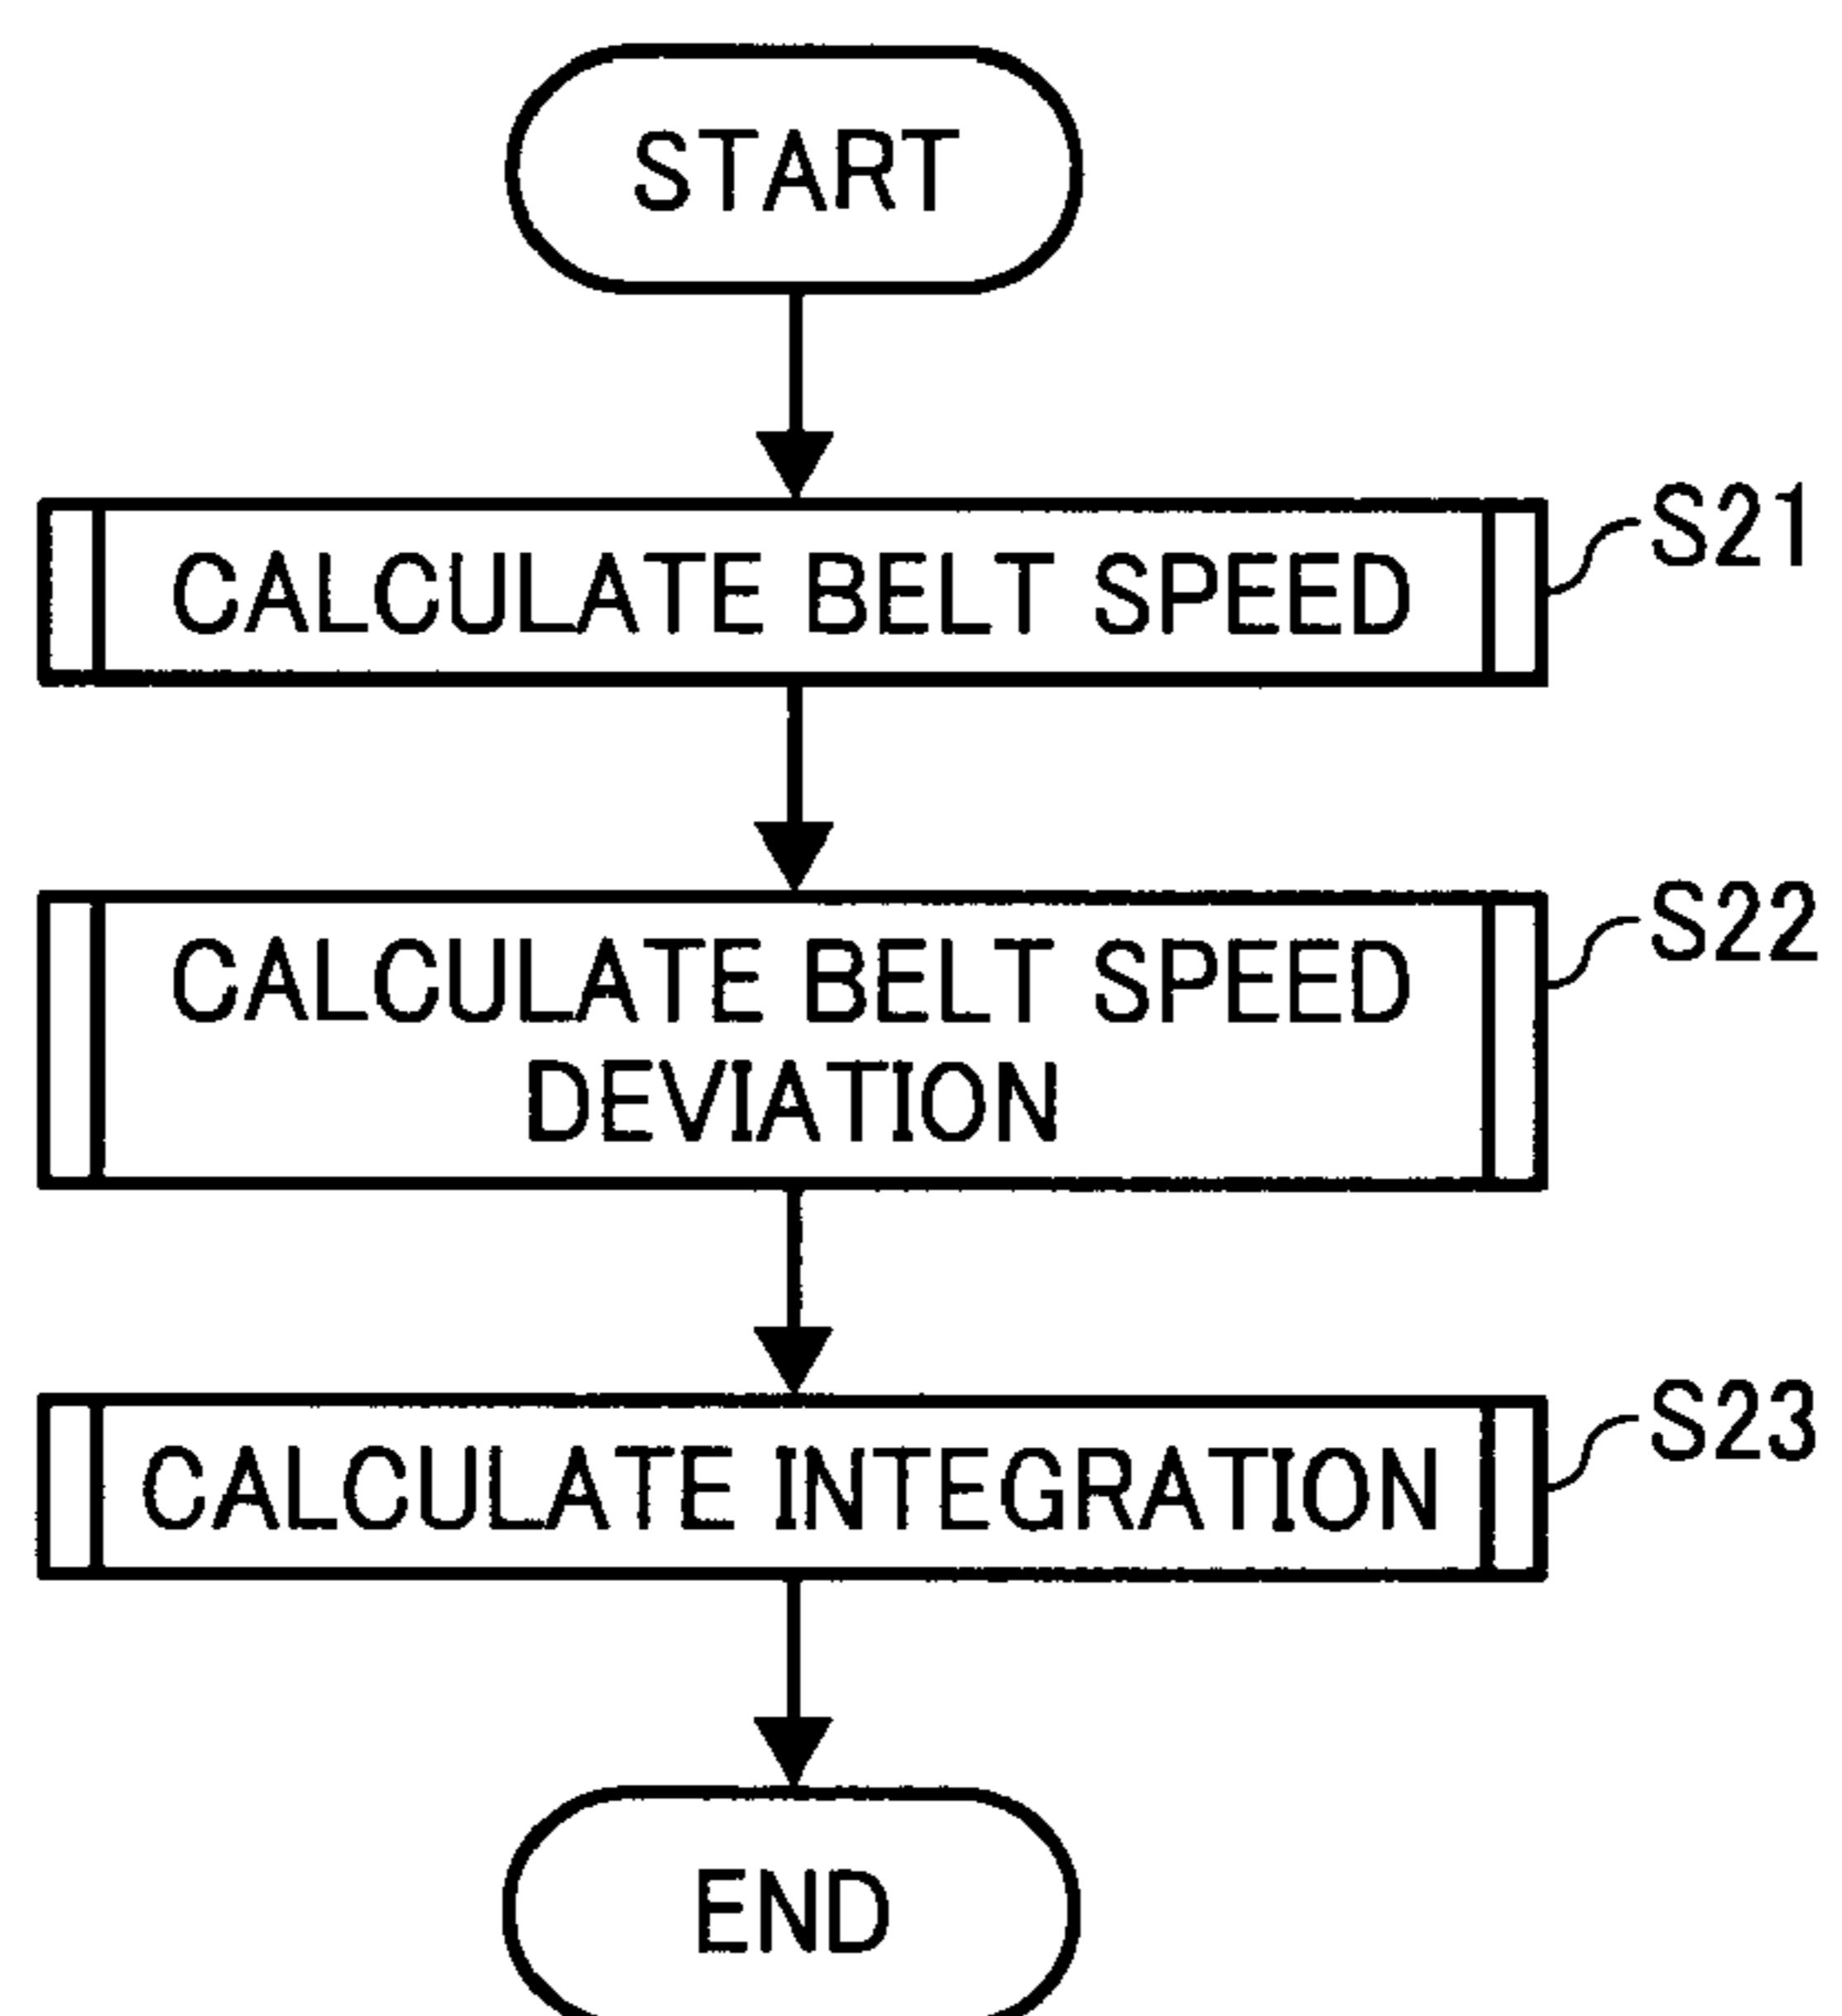 START
CALCULATE BELT SPEED
S21
CALCULATE BELT SPEED
DEVIATION
S22
CALCULATE INTEGRATION
S23
END